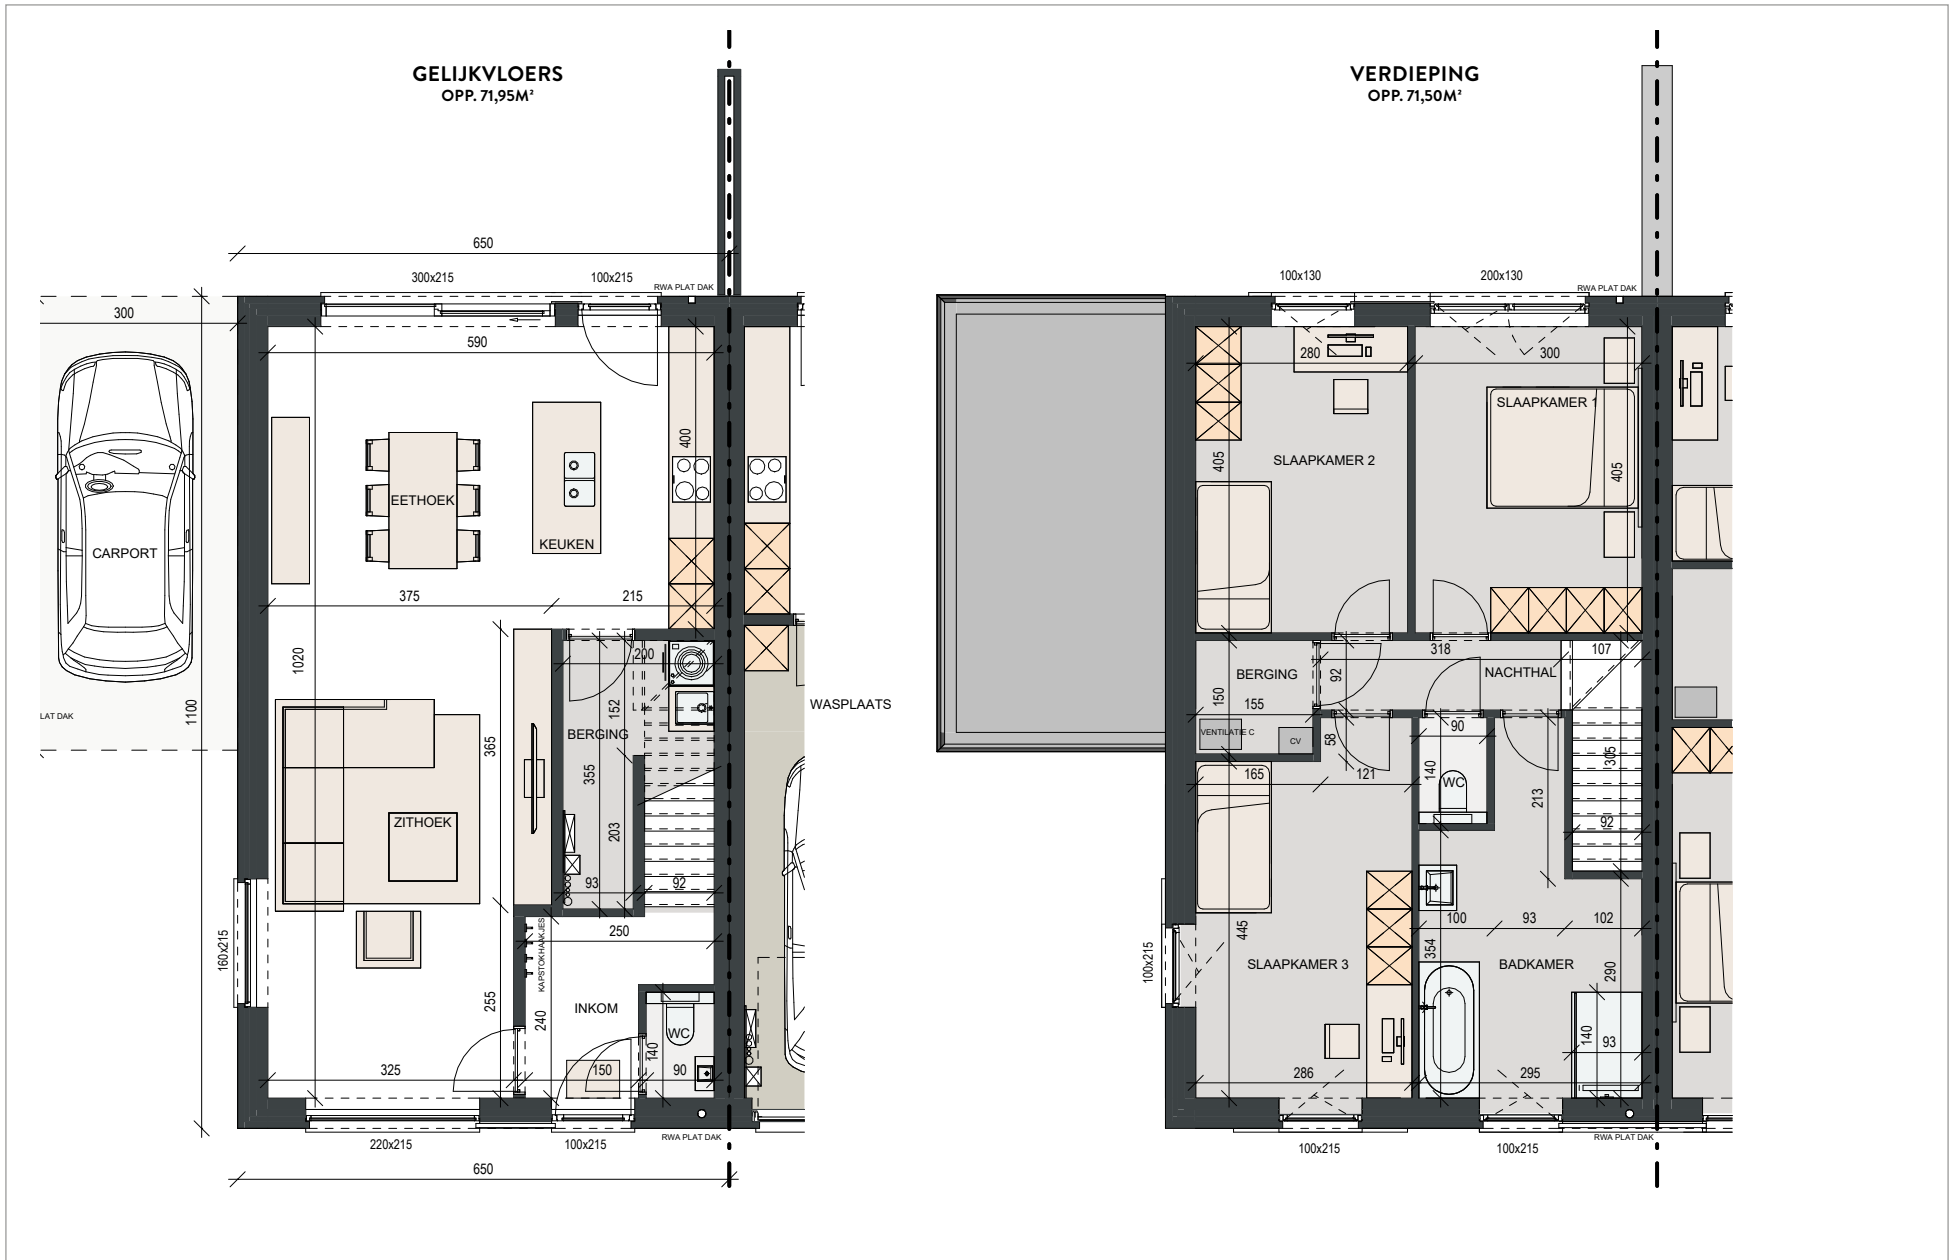 GELIJKVLOERS
OPP. 71,95M²
650
300x215
100x215
RWA PLAT DAK
300
590
400
EETHOEK
KEUKEN
CARPORT
375
215
1020
1100
LAT DAK
200
152
BERGING
365
355
203
ZITHOEK
93
92
WASPLAATS
250
KAPSTOKHAAKJES
160x215
255
240
INKOM
WC
140
325
150
90
220x215
100x215
RWA PLAT DAK
650
VERDIEPING
OPP. 71,50M²
100x130
200x130
RWA PLAT DAK
280
300
SLAAPKAMER 1
SLAAPKAMER 2
405
405
318
107
BERGING
92
NACHTHAL
150
155
VENTILATIE C
CV
58
90
165
121
140
WC
305
213
92
445
100
93
102
354
SLAAPKAMER 3
BADKAMER
290
100x215
140
93
286
295
100x215
100x215
RWA PLAT DAK